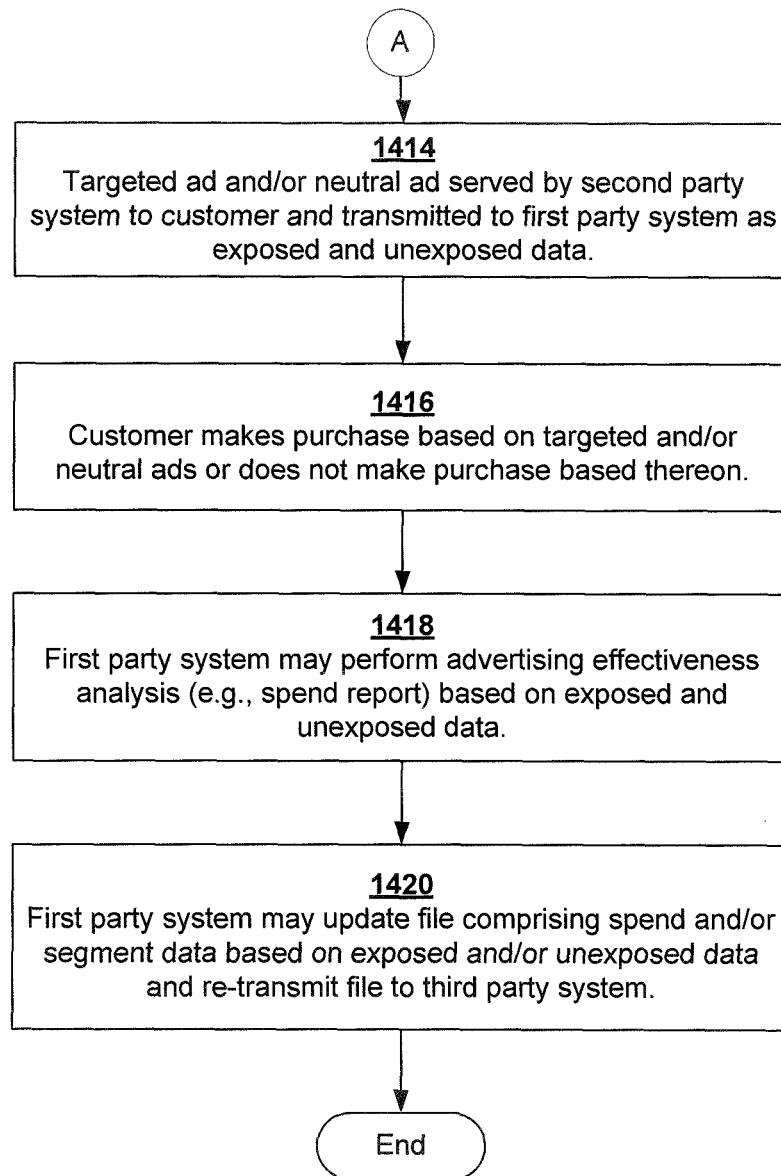 A
1414
Targeted ad and/or neutral ad served by second party
system to customer and transmitted to first party system as
exposed and unexposed data.
1416
Customer makes purchase based on targeted and/or
neutral ads or does not make purchase based thereon.
1418
First party system may perform advertising effectiveness
analysis (e.g., spend report) based on exposed and
unexposed data.
1420
First party system may update file comprising spend and/or
segment data based on exposed and/or unexposed data
and re-transmit file to third party system.
End